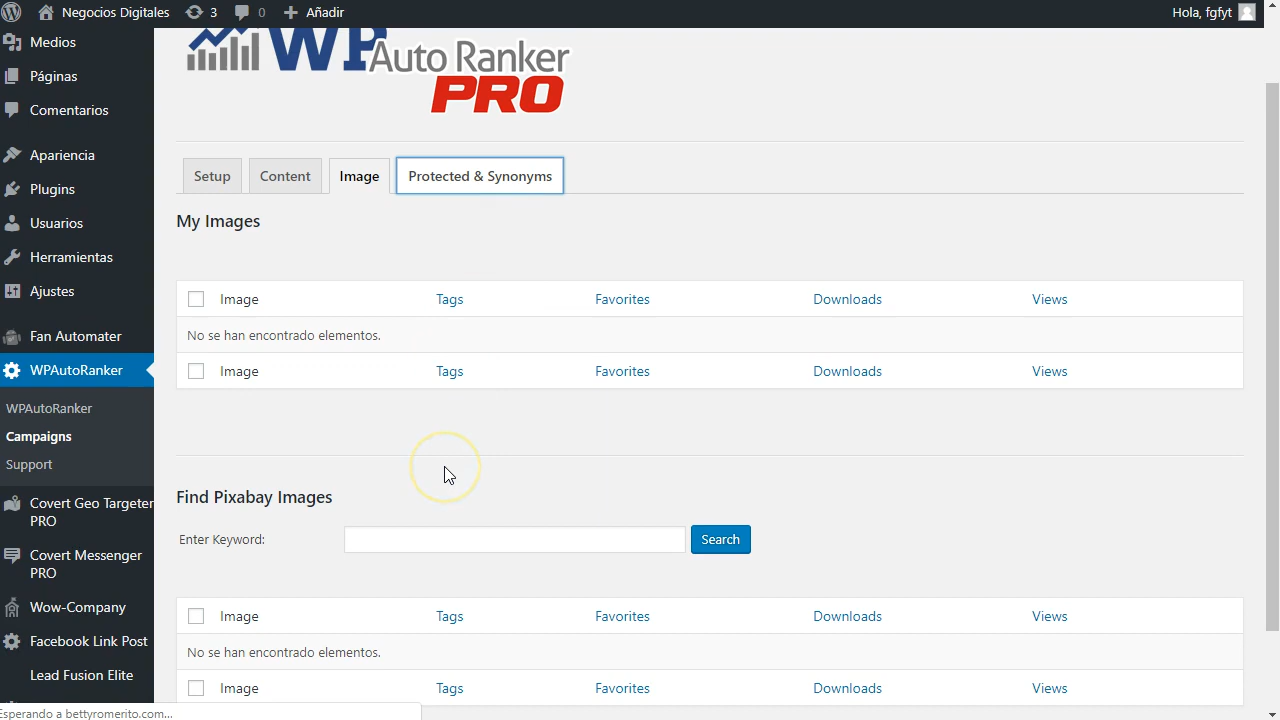 Negocios Digitales
3
0
Añadir
Hola, fgfyt
Medios
Páginas
Comentarios
Apariencia
Plugins
Usuarios
Herramientas
Ajustes
Fan Automater
WPAutoRanker
WPAutoRanker
Campaigns
Support
Covert Geo Targeter
PRO
Covert Messenger
PRO
Wow-Company
Facebook Link Post
Lead Fusion Elite
WP Auto Ranker
PRO
Setup
Content
Image
Protected & Synonyms
My Images
Image Tags Favorites Downloads Views
No se han encontrado elementos.
Image Tags Favorites Downloads Views
Find Pixabay Images
Enter Keyword:
Search
Image Tags Favorites Downloads Views
No se han encontrado elementos.
Image Tags Favorites Downloads Views
Esperando a bettyromerito.com...